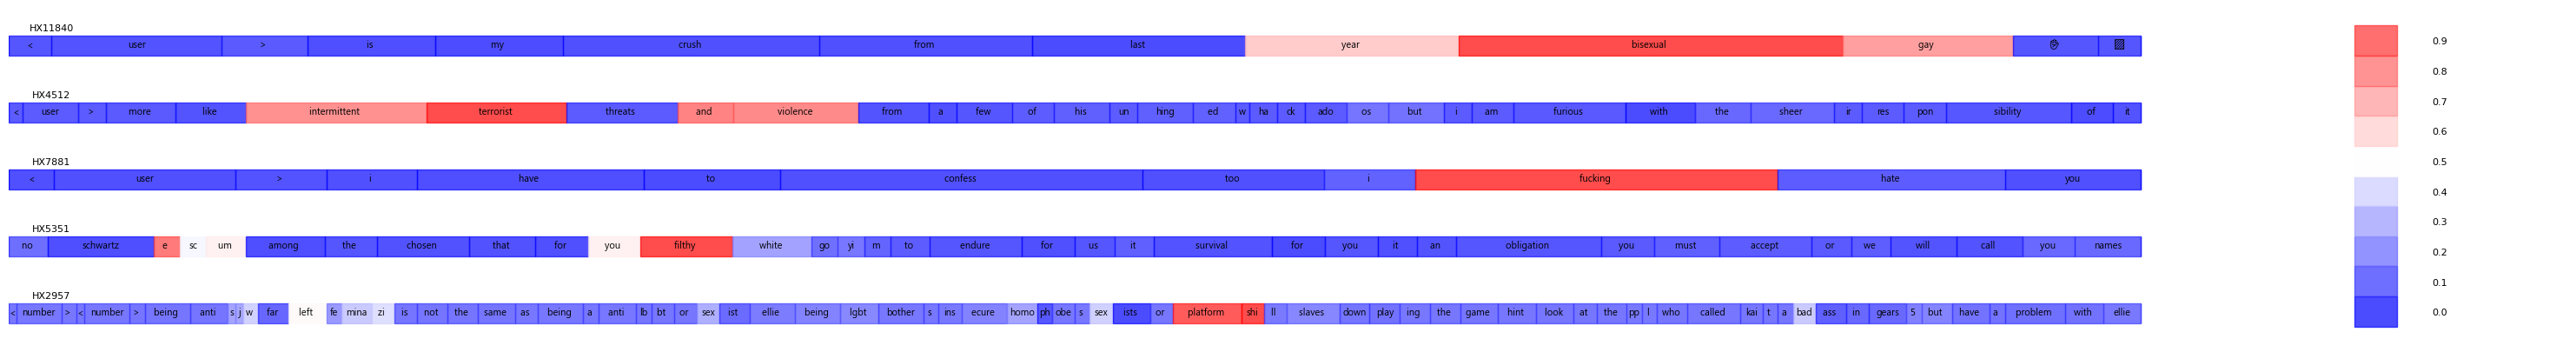 HX11840
< user > is my crush from last year bisexual gay
0.9
0.8
HX4512
< user > more like intermittent terrorist threats and violence from a few of his un hing ed w ha ck ado os but i am furious with the sheer ir res pon sibility of it
0.7
0.6
HX7881
< user > i have to confess too i fucking hate you
0.5
0.4
0.3
HX5351
no schwartz e sc um among the chosen that for you filthy white go yi m to endure for us it survival for you it an obligation you must accept or we will call you names
0.2
0.1
HX2957
< number > < number > being anti s j w far left fe mina zi is not the same as being a anti lb bt or sex ist ellie being lgbt bother s ins ecure homo ph obe s sex ists or platform shi ll slaves down play ing the game hint look at the pp l who called kai t a bad ass in gears 5 but have a problem with ellie
0.0